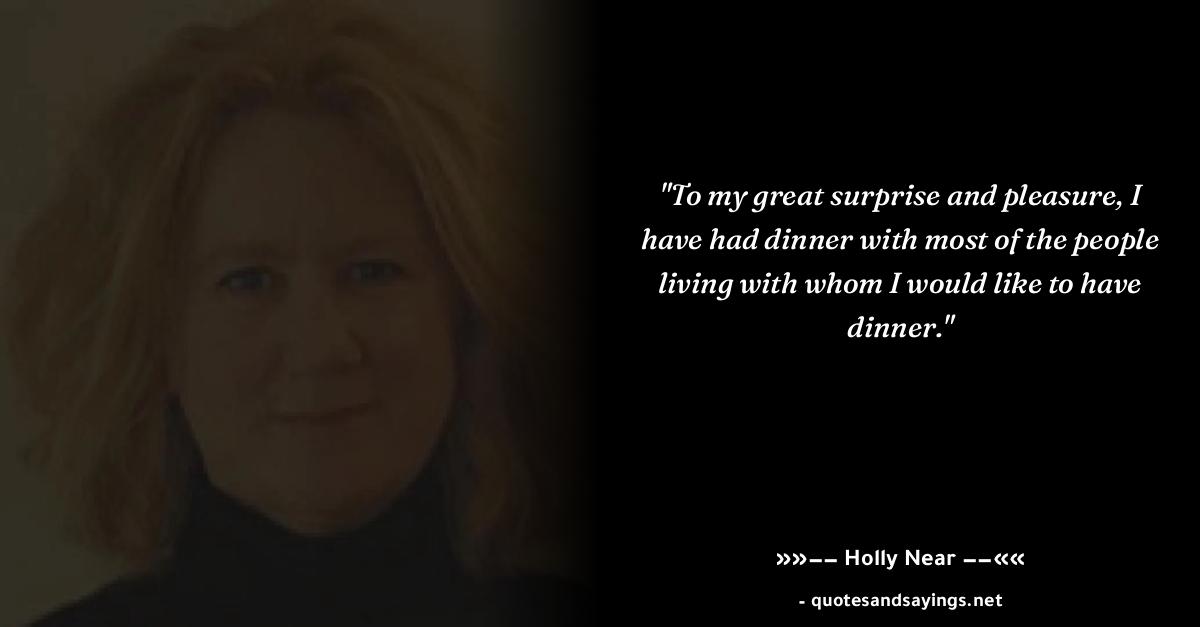 "To my great surprise and pleasure, I
have had dinner with most of the people
living with whom I would like to have
dinner."
»»−− Holly Near −−««
- quotesandsayings.net